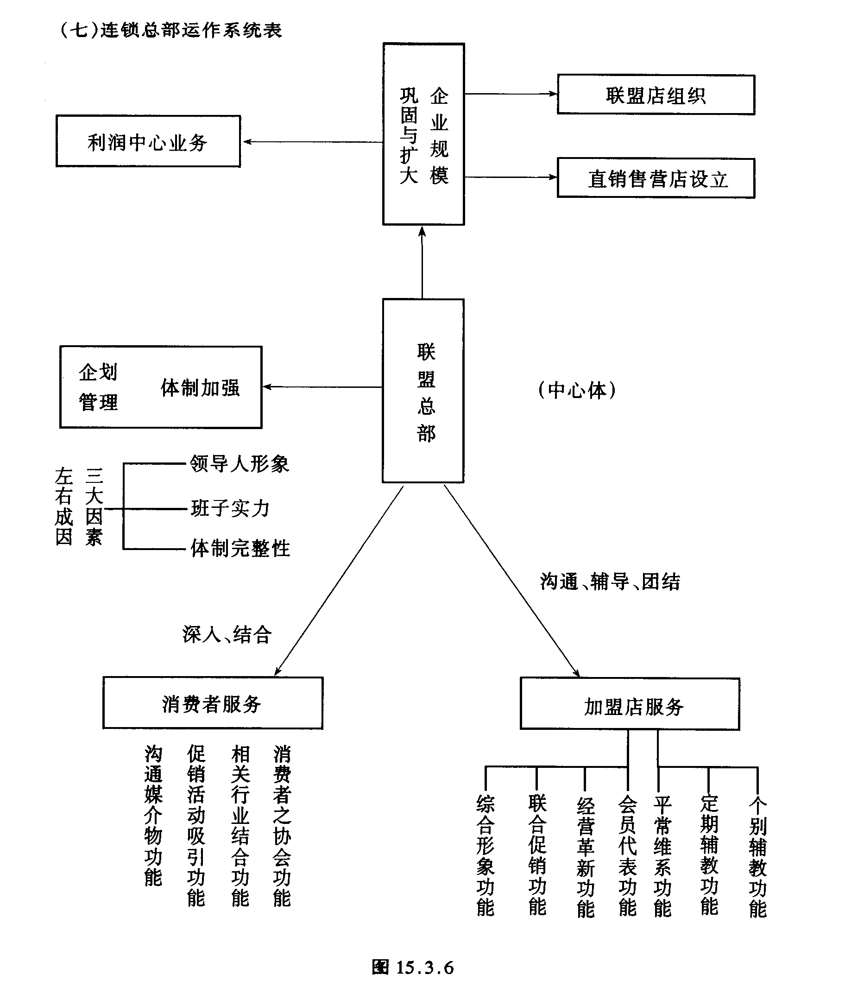 (七)连锁总部运作系统表
企业规模
巩固与扩大
联盟店组织
利润中心业务
直销售营店设立
联盟总部
企划
管理
体制加强
(中心体)
三大因素
左右成因
领导人形象
班子实力
体制完整性
沟通、辅导、团结
深入、结合
消费者服务
加盟店服务
沟通媒介物功能
促销活动吸引功能
相关行业结合功能
消费者之协会功能
综合形象功能
联合促销功能
经营革新功能
会员代表功能
平常维系功能
定期辅教功能
个别辅教功能
图 15.3.6